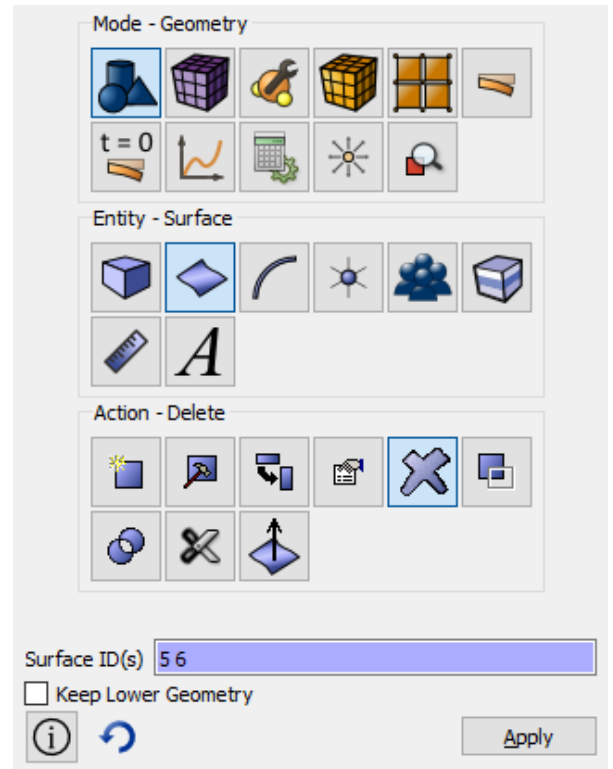 Mode - Geometry
t = 0
Entity - Surface
A
Action - Delete
Surface ID(s) 5 6
Keep Lower Geometry
i
Apply